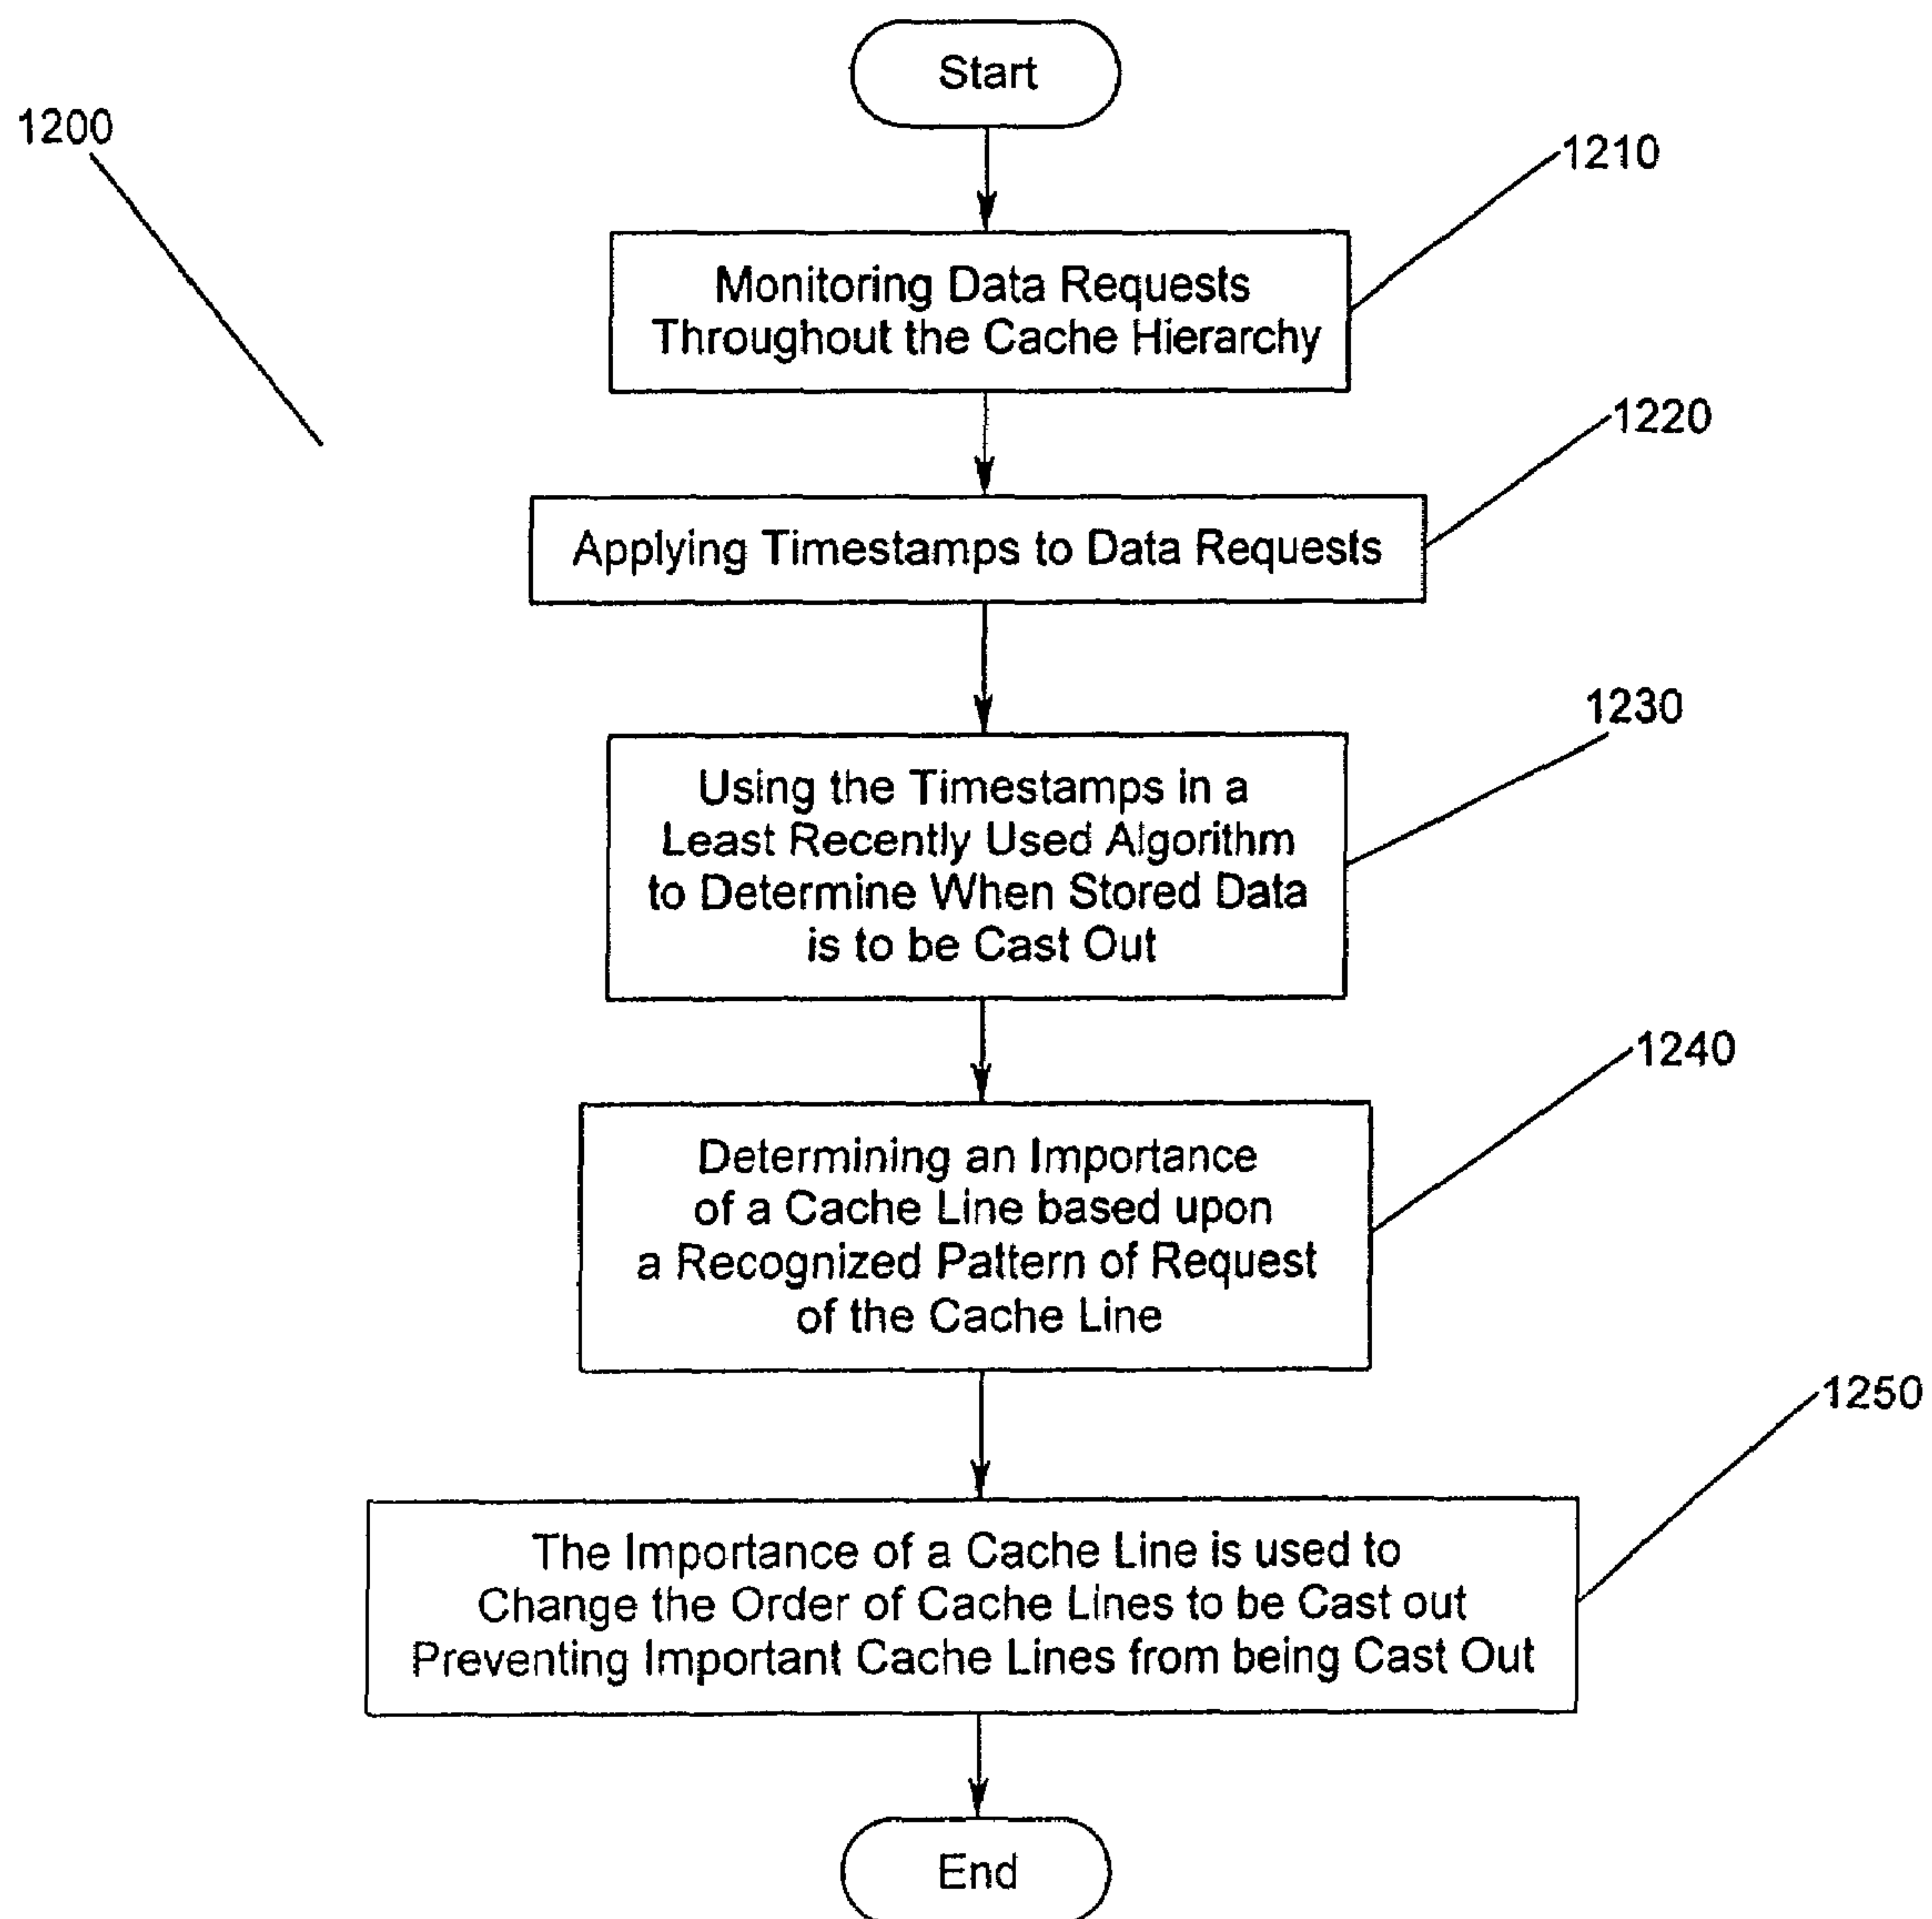 Start
1200
1210
Monitoring Data Requests
Throughout the Cache Hierarchy
1220
Applying Timestamps to Data Requests
1230
Using the Timestamps in a
Least Recently Used Algorithm
to Determine When Stored Data
is to be Cast Out
1240
Determining an Importance
of a Cache Line based upon
a Recognized Pattern of Request
of the Cache Line
1250
The Importance of a Cache Line is used to
Change the Order of Cache Lines to be Cast out
Preventing Important Cache Lines from being Cast Out
End